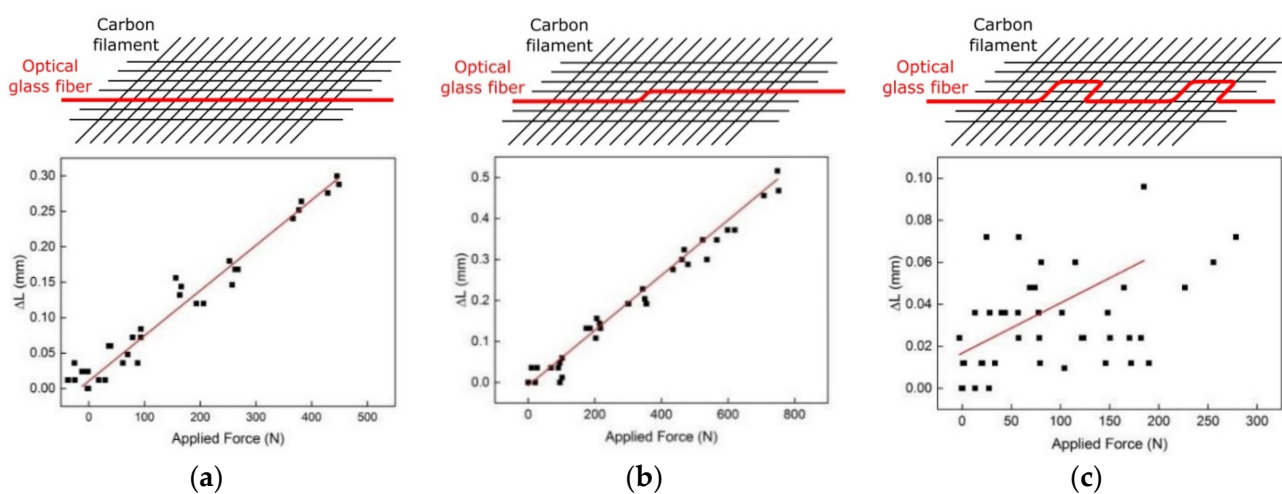 Carbon
filament
Optical
glass fiber
ΔL (mm)
0.30
0.25
0.20
0.15
0.10
0.05
0.00
0 100 200 300 400 500
Applied Force (N)
(a)
Carbon
filament
Optical
glass fiber
ΔL (mm)
0.5
0.4
0.3
0.2
0.1
0.0
0 200 400 600 800
Applied Force (N)
(b)
Carbon
filament
Optical
glass fiber
ΔL (mm)
0.10
0.08
0.06
0.04
0.02
0.00
0 50 100 150 200 250 300
Applied Force (N)
(c)